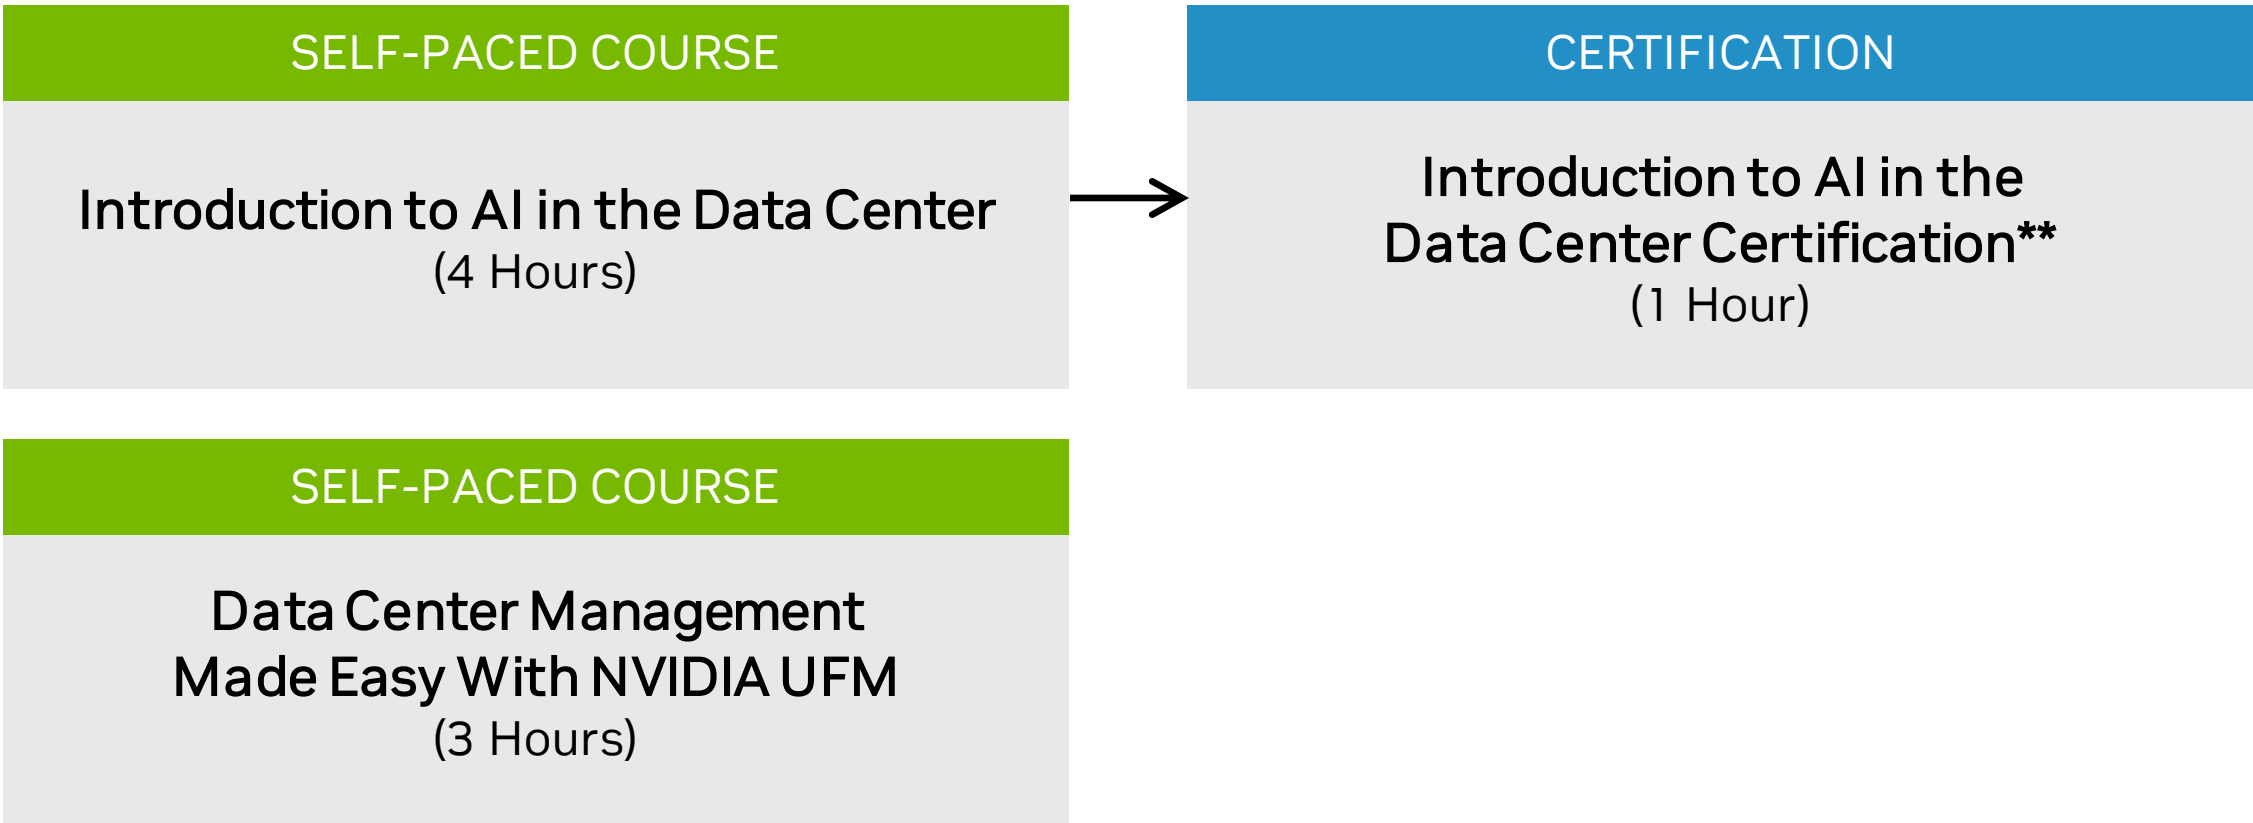 SELF-PACED COURSE
Introduction to AI in the Data Center
(4 Hours)
CERTIFICATION
Introduction to AI in the
Data Center Certification**
(1 Hour)
SELF-PACED COURSE
Data Center Management
Made Easy With NVIDIA UFM
(3 Hours)